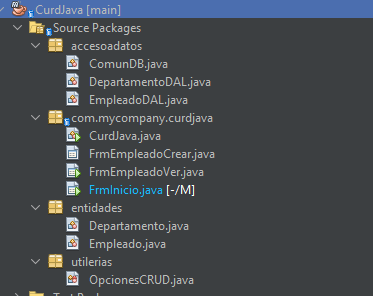 CurdJava [main]
Source Packages
accesoadatos
ComunDB.java
DepartamentoDAL.java
EmpleadoDAL.java
com.mycompany.curdjava
CurdJava.java
FrmEmpleadoCrear.java
FrmEmpleadoVer.java
FrmInicio.java [-/M]
entidades
Departamento.java
Empleado.java
utilerias
OpcionesCRUD.java